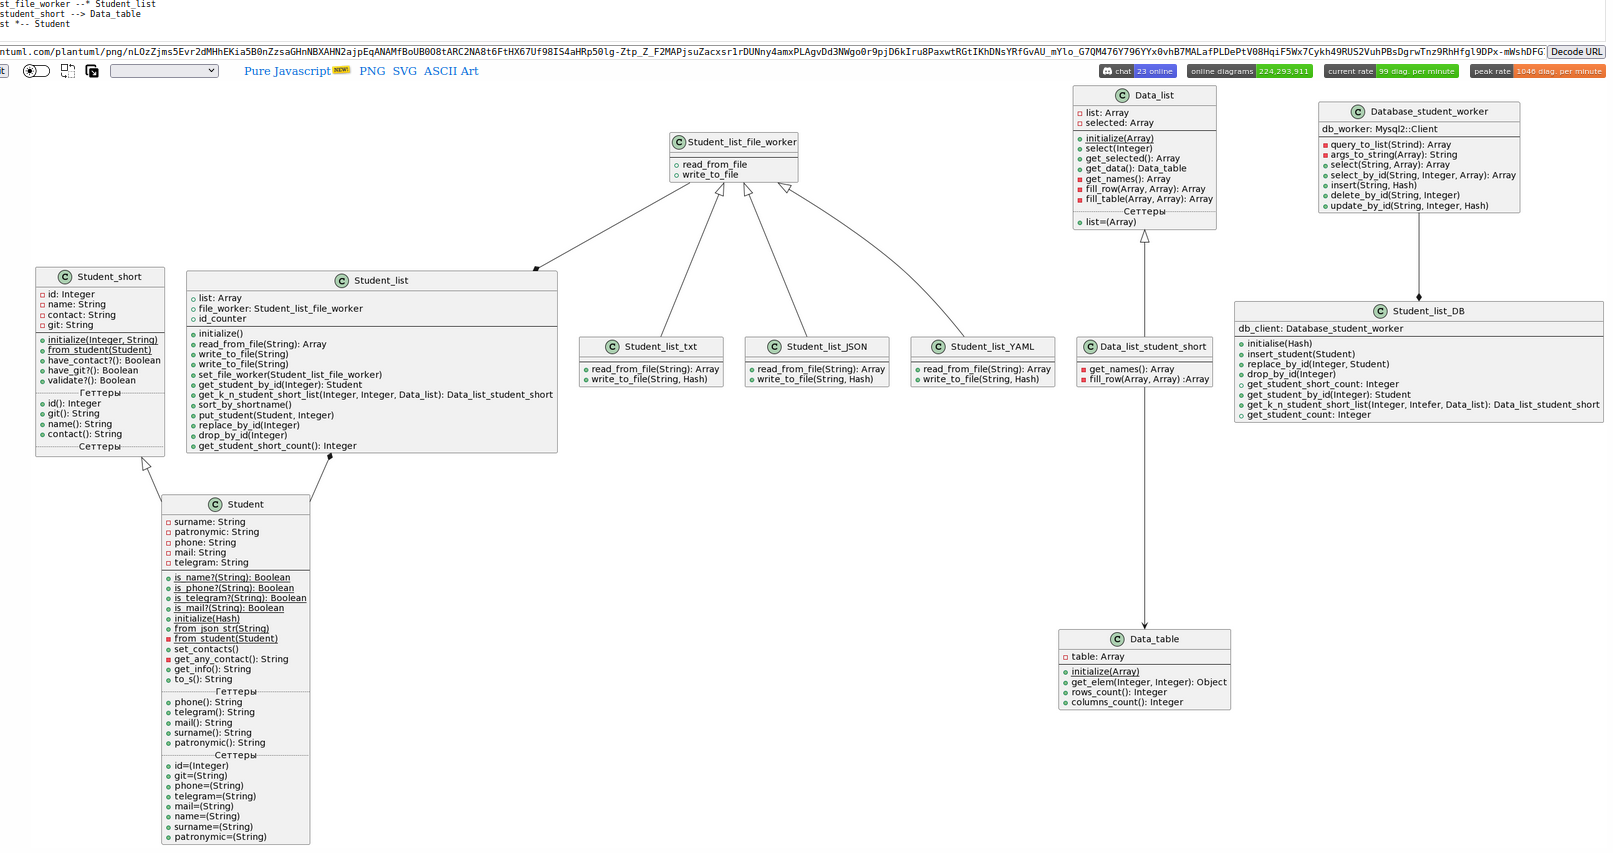 st_file_worker --* Student_list
student_short --> Data_table
st *-- Student
Decode URL
it
Pure Javascript NEW! PNG SVG ASCII Art
chat 23 online
online diagrams 224,293,911
current rate 99 diag. per minute
peak rate 1046 diag. per minute
C Student_list_file_worker
read_from_file
write_to_file
C Data_list
list: Array
selected: Array
initialize(Array)
select(Integer)
get_selected(): Array
get_data(): Data_table
get_names(): Array
fill_row(Array, Array): Array
fill_table(Array, Array): Array
Сеттеры
list=(Array)
C Database_student_worker
db_worker: Mysql2::Client
query_to_list(Strind): Array
args_to_string(Array): String
select(String, Array): Array
select_by_id(String, Integer, Array): Array
insert(String, Hash)
delete_by_id(String, Integer)
update_by_id(String, Integer, Hash)
C Student_short
id: Integer
name: String
contact: String
git: String
initialize(Integer, String)
from_student(Student)
have_contact?(): Boolean
have_git?(): Boolean
validate?(): Boolean
Геттеры
id(): Integer
git(): String
name(): String
contact(): String
Сеттеры
C Student_list
list: Array
file_worker: Student_list_file_worker
id_counter
initialize()
read_from_file(String): Array
write_to_file(String)
write_to_file(String)
set_file_worker(Student_list_file_worker)
get_student_by_id(Integer): Student
get_k_n_student_short_list(Integer, Integer, Data_list): Data_list_student_short
sort_by_shortname()
put_student(Student, Integer)
replace_by_id(Integer)
drop_by_id(Integer)
get_student_short_count(): Integer
C Student_list_txt
read_from_file(String): Array
write_to_file(String, Hash)
C Student_list_JSON
read_from_file(String): Array
write_to_file(String, Hash)
C Student_list_YAML
read_from_file(String): Array
write_to_file(String, Hash)
C Data_list_student_short
get_names(): Array
fill_row(Array, Array) :Array
C Student_list_DB
db_client: Database_student_worker
initialise(Hash)
insert_student(Student)
replace_by_id(Integer, Student)
drop_by_id(Integer)
get_student_short_count: Integer
get_student_by_id(Integer): Student
get_k_n_student_short_list(Integer, Intefer, Data_list): Data_list_student_short
get_student_count: Integer
C Student
surname: String
patronymic: String
phone: String
mail: String
telegram: String
is_name?(String): Boolean
is_phone?(String): Boolean
is_telegram?(String): Boolean
is_mail?(String): Boolean
initialize(Hash)
from_json_str(String)
from_student(Student)
set_contacts()
get_any_contact(): String
get_info(): String
to_s(): String
Геттеры
phone(): String
telegram(): String
mail(): String
surname(): String
patronymic(): String
Сеттеры
id=(Integer)
git=(String)
phone=(String)
telegram=(String)
mail=(String)
name=(String)
surname=(String)
patronymic=(String)
C Data_table
table: Array
initialize(Array)
get_elem(Integer, Integer): Object
rows_count(): Integer
columns_count(): Integer